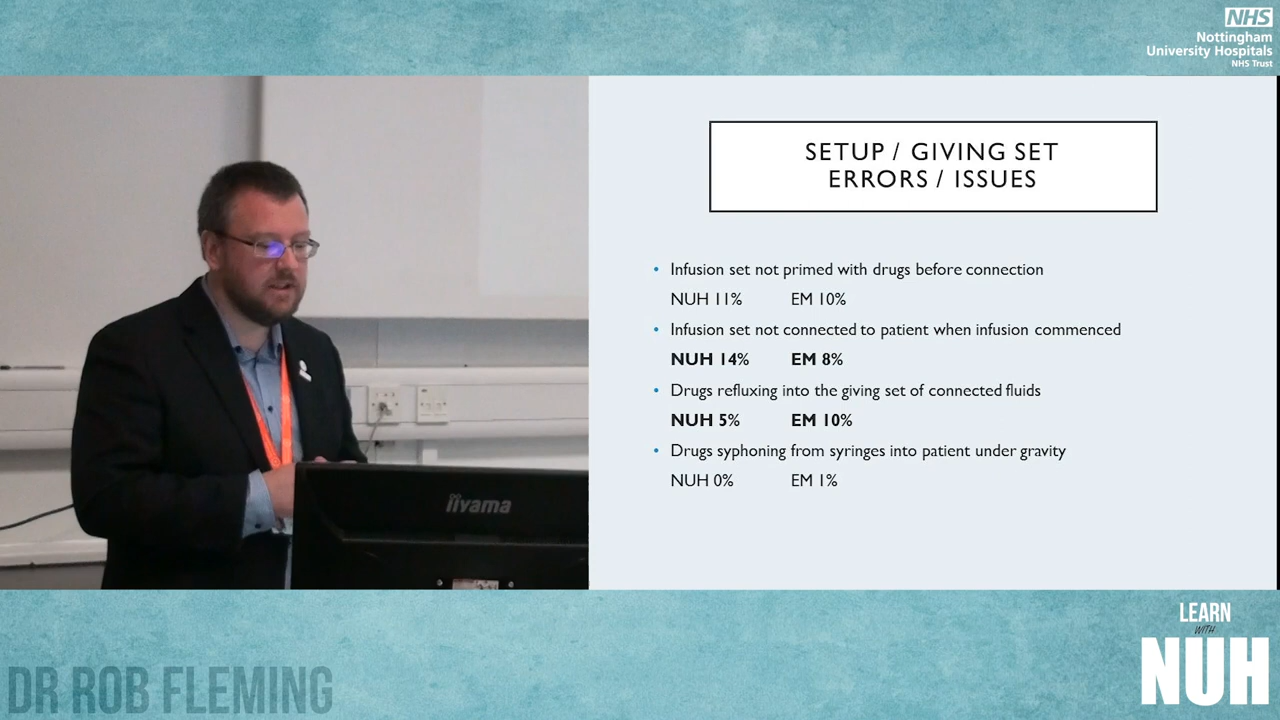 NHS
Nottingham
University Hospitals
NHS Trust
SETUP / GIVING SET
ERRORS / ISSUES
• Infusion set not primed with drugs before connection
NUH 11% EM 10%
• Infusion set not connected to patient when infusion commenced
NUH 14% EM 8%
• Drugs refluxing into the giving set of connected fluids
NUH 5% EM 10%
• Drugs syphoning from syringes into patient under gravity
NUH 0% EM 1%
iiyama
DR ROB FLEMING
LEARN
WITH
NUH